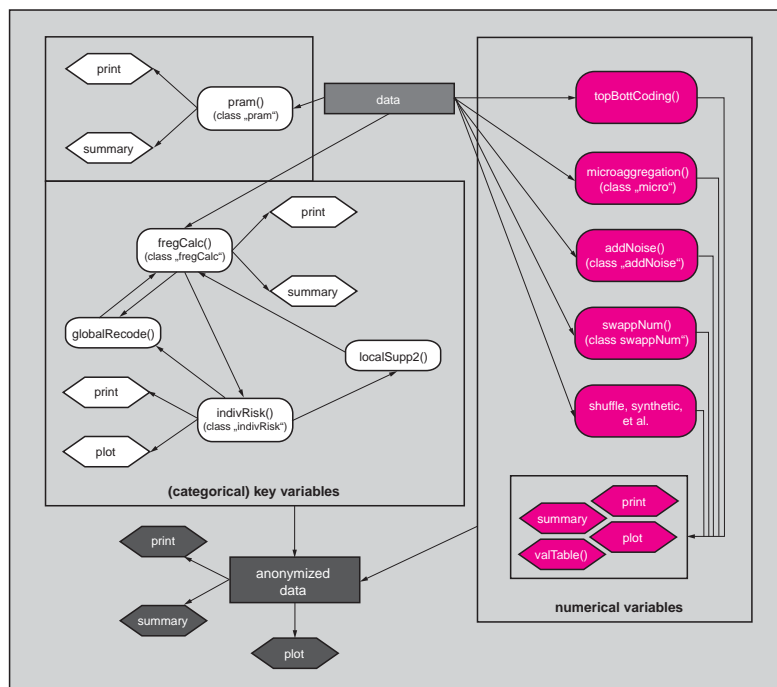 print
pram()
(class „pram“)
summary
data
topBottCoding()
microaggregation()
(class „micro“)
addNoise()
(class „addNoise“)
swappNum()
(class swappNum“)
shuffle, synthetic,
et al.
print
fregCalc()
(class „fregCalc“)
summary
globalRecode()
localSupp2()
print
indivRisk()
(class „indivRisk“)
plot
(categorical) key variables
print
summary
plot
valTable()
numerical variables
print
anonymized
data
summary
plot